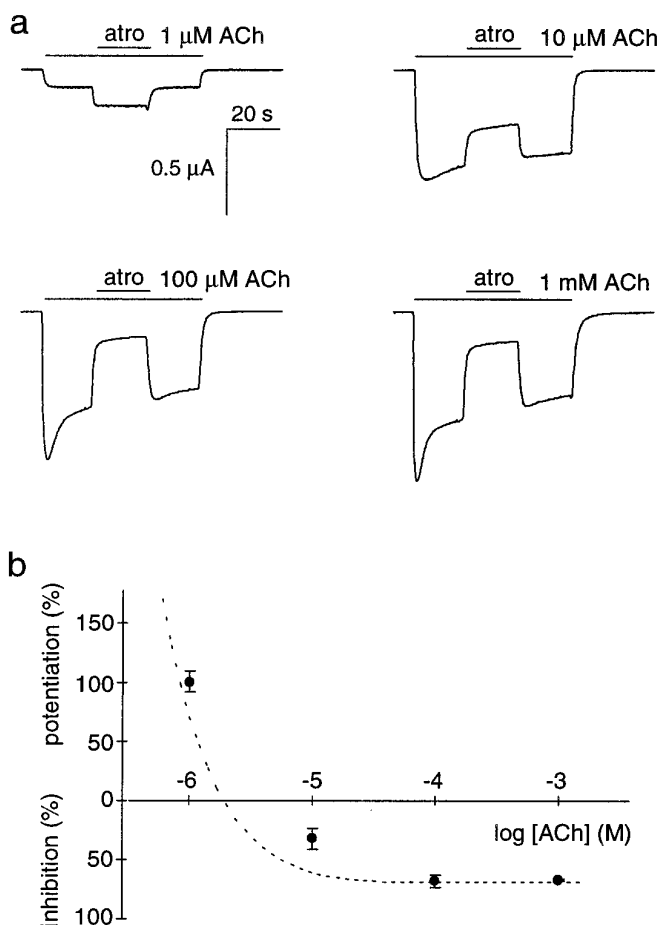 a
atro 1 μM ACh
atro 10 μM ACh
20 s
0.5 μA
atro 100 μM ACh
atro 1 mM ACh
b
potentiation (%)
inhibition (%)
150
100
50
0
50
100
-6 -5 -4 -3
log [ACh] (M)